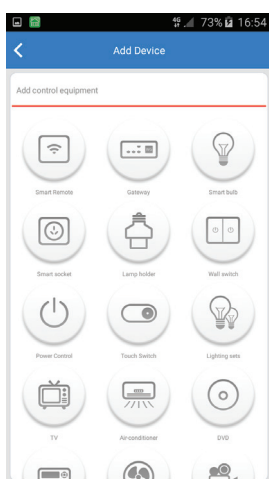 4G 73% 16:54
Add Device
Add control equipment
Smart Remote Gateway Smart bulb
Smart socket Lamp holder Wall switch
Power Control Touch Switch Lighting sets
TV Air-conditioner DVD